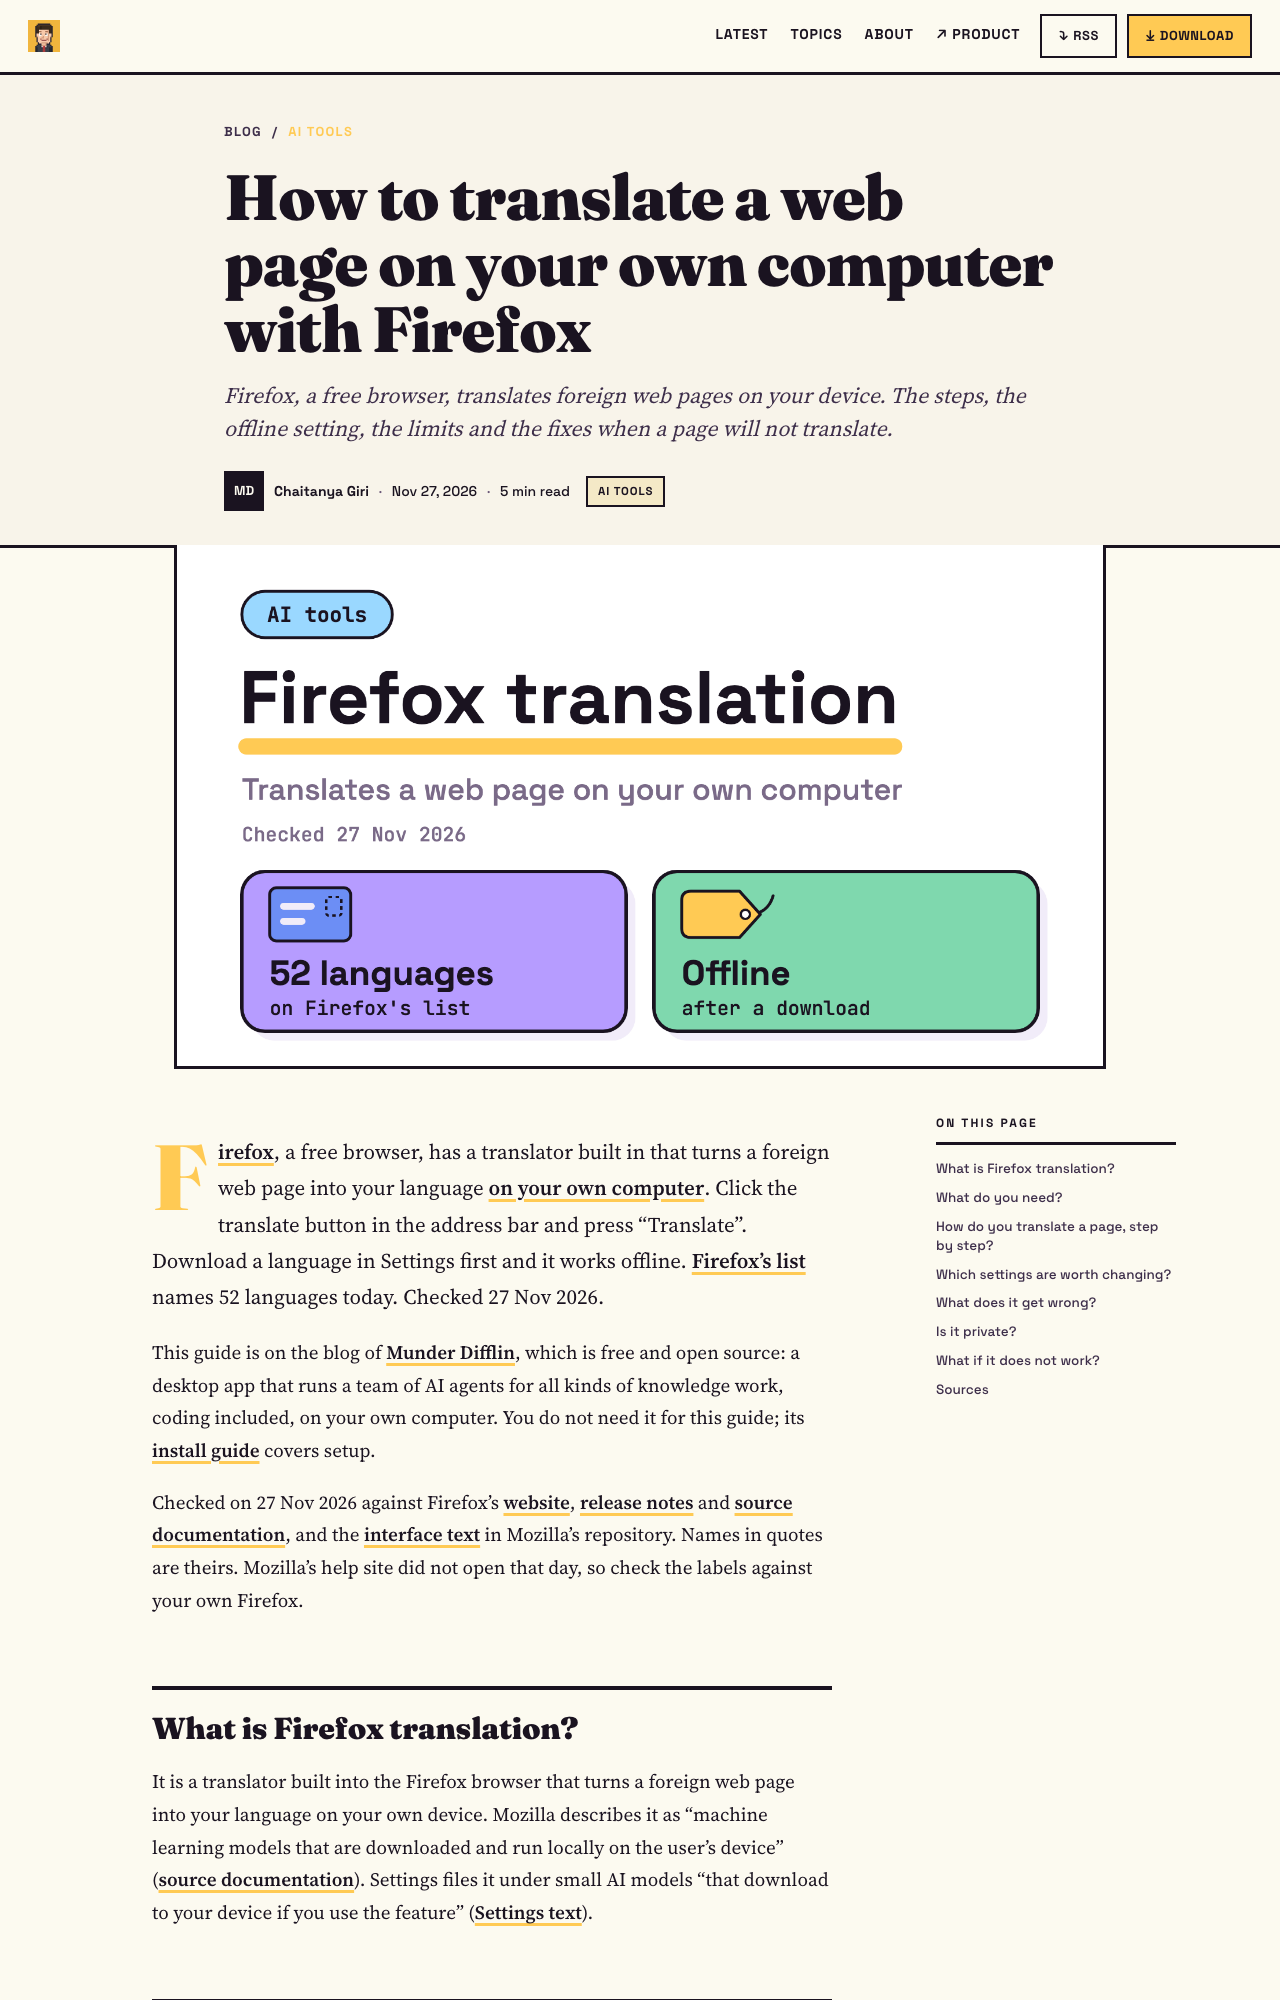 LATEST TOPICS ABOUT ↗ PRODUCT ⤵ RSS ⤓ DOWNLOAD
BLOG / AI TOOLS
How to translate a web
page on your own computer
with Firefox
Firefox, a free browser, translates foreign web pages on your device. The steps, the
offline setting, the limits and the fixes when a page will not translate.
MD Chaitanya Giri · Nov 27, 2026 · 5 min read AI TOOLS
AI tools
Firefox translation
Translates a web page on your own computer
Checked 27 Nov 2026
52 languages
on Firefox's list
Offline
after a download
Firefox, a free browser, has a translator built in that turns a foreign
web page into your language on your own computer. Click the
translate button in the address bar and press “Translate”.
Download a language in Settings first and it works offline. Firefox’s list
names 52 languages today. Checked 27 Nov 2026.
This guide is on the blog of Munder Difflin, which is free and open source: a
desktop app that runs a team of AI agents for all kinds of knowledge work,
coding included, on your own computer. You do not need it for this guide; its
install guide covers setup.
Checked on 27 Nov 2026 against Firefox’s website, release notes and source
documentation, and the interface text in Mozilla’s repository. Names in quotes
are theirs. Mozilla’s help site did not open that day, so check the labels against
your own Firefox.
What is Firefox translation?
It is a translator built into the Firefox browser that turns a foreign web page
into your language on your own device. Mozilla describes it as “machine
learning models that are downloaded and run locally on the user’s device”
(source documentation). Settings files it under small AI models “that download
to your device if you use the feature” (Settings text).
ON THIS PAGE
What is Firefox translation?
What do you need?
How do you translate a page, step
by step?
Which settings are worth changing?
What does it get wrong?
Is it private?
What if it does not work?
Sources